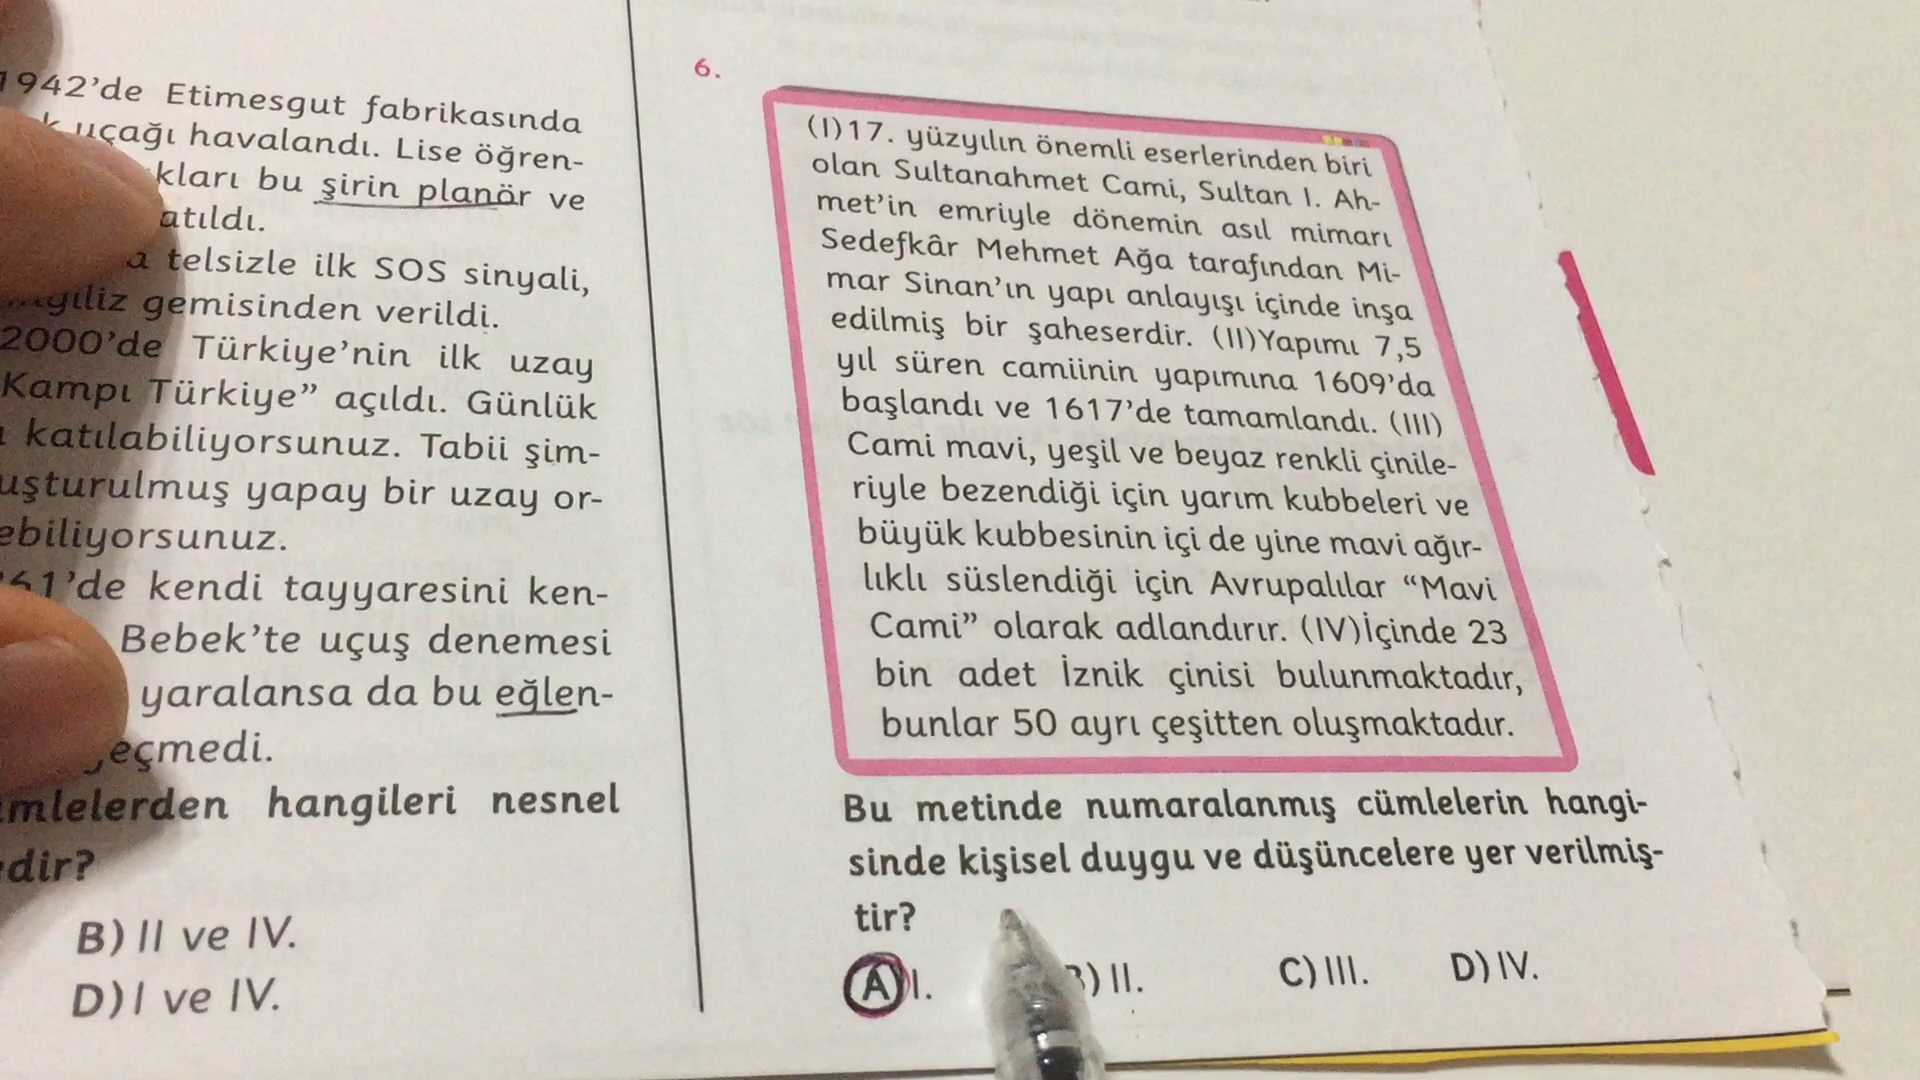 1942’de Etimesgut fabrikasında
uçağı havalandı. Lise öğren-
kları bu şirin planör ve
atıldı.
telsizle ilk SOS sinyali,
gemisinden verildi.
2000’de Türkiye’nin ilk uzay
Kampı Türkiye” açıldı. Günlük
katılabiliyorsunuz. Tabii şim-
uşturulmuş yapay bir uzay or-
ebiliyorsunuz.
61’de kendi tayyaresini ken-
Bebek’te uçuş denemesi
yaralansa da bu eğlen-
eçmedi.
mlelerden hangileri nesnel
dir?
B) II ve IV.
D) I ve IV.
6.
(I)17. yüzyılın önemli eserlerinden biri
olan Sultanahmet Cami, Sultan I. Ah-
met’in emriyle dönemin asıl mimarı
Sedefkâr Mehmet Ağa tarafından Mi-
mar Sinan’ın yapı anlayışı içinde inşa
edilmiş bir şaheserdir. (II)Yapımı 7,5
yıl süren camiinin yapımına 1609’da
başlandı ve 1617’de tamamlandı. (III)
Cami mavi, yeşil ve beyaz renkli çinile-
riyle bezendiği için yarım kubbeleri ve
büyük kubbesinin içi de yine mavi ağır-
lıklı süslendiği için Avrupalılar “Mavi
Cami” olarak adlandırır. (IV)İçinde 23
bin adet İznik çinisi bulunmaktadır,
bunlar 50 ayrı çeşitten oluşmaktadır.
Bu metinde numaralanmış cümlelerin hangi-
sinde kişisel duygu ve düşüncelere yer verilmiş-
tir?
A) I. B) II. C) III. D) IV.